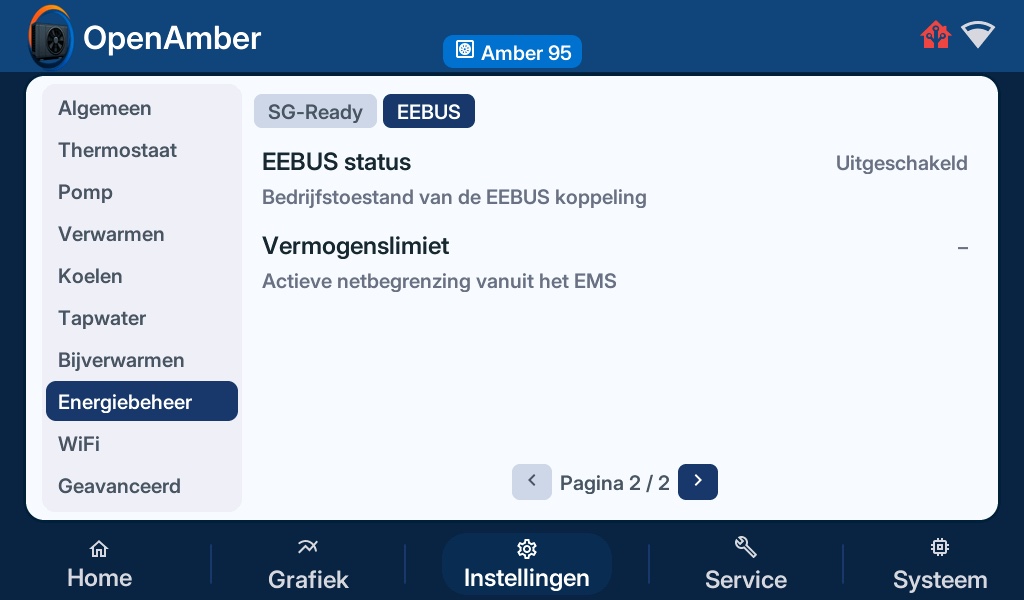 OpenAmber
Amber 95
Algemeen
Thermostaat
Pomp
Verwarmen
Koelen
Tapwater
Bijverwarmen
Energiebeheer
WiFi
Geavanceerd
SG-Ready
EEBUS
EEBUS status
Uitgeschakeld
Bedrijfstoestand van de EEBUS koppeling
Vermogenslimiet
–
Actieve netbegrenzing vanuit het EMS
Pagina 2 / 2
Home
Grafiek
Instellingen
Service
Systeem